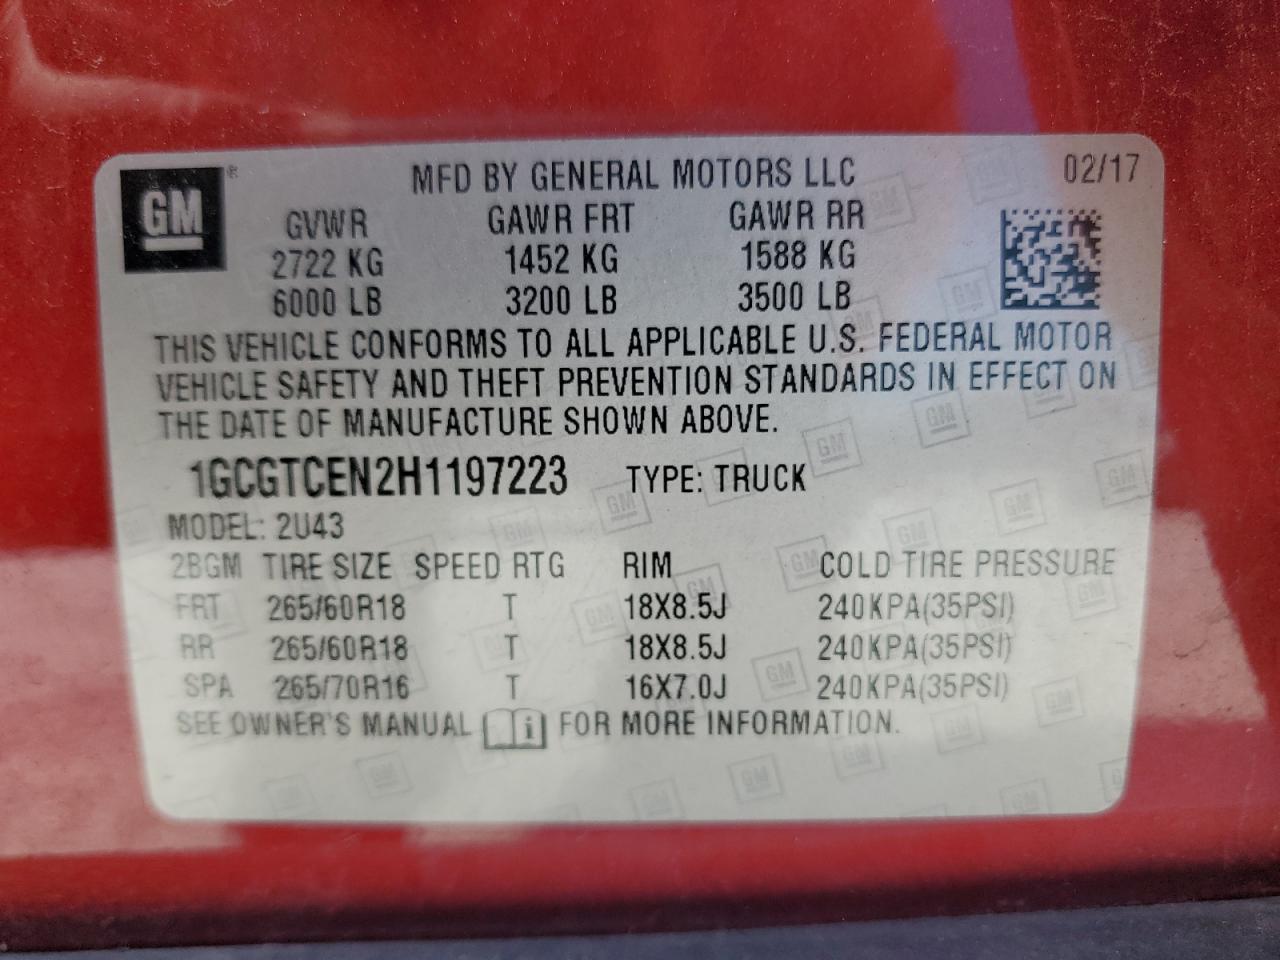 GM ® MFD BY GENERAL MOTORS LLC 02/17
GVWR GAWR FRT GAWR RR
2722 KG 1452 KG 1588 KG
6000 LB 3200 LB 3500 LB
THIS VEHICLE CONFORMS TO ALL APPLICABLE U.S. FEDERAL MOTOR
VEHICLE SAFETY AND THEFT PREVENTION STANDARDS IN EFFECT ON
THE DATE OF MANUFACTURE SHOWN ABOVE.
1GCGTCEN2H1197223 TYPE: TRUCK
MODEL: 2U43
2BGM TIRE SIZE SPEED RTG RIM COLD TIRE PRESSURE
FRT 265/60R18 T 18X8.5J 240KPA(35PSI)
RR 265/60R18 T 18X8.5J 240KPA(35PSI)
SPA 265/70R16 T 16X7.0J 240KPA(35PSI)
SEE OWNER'S MANUAL i FOR MORE INFORMATION.